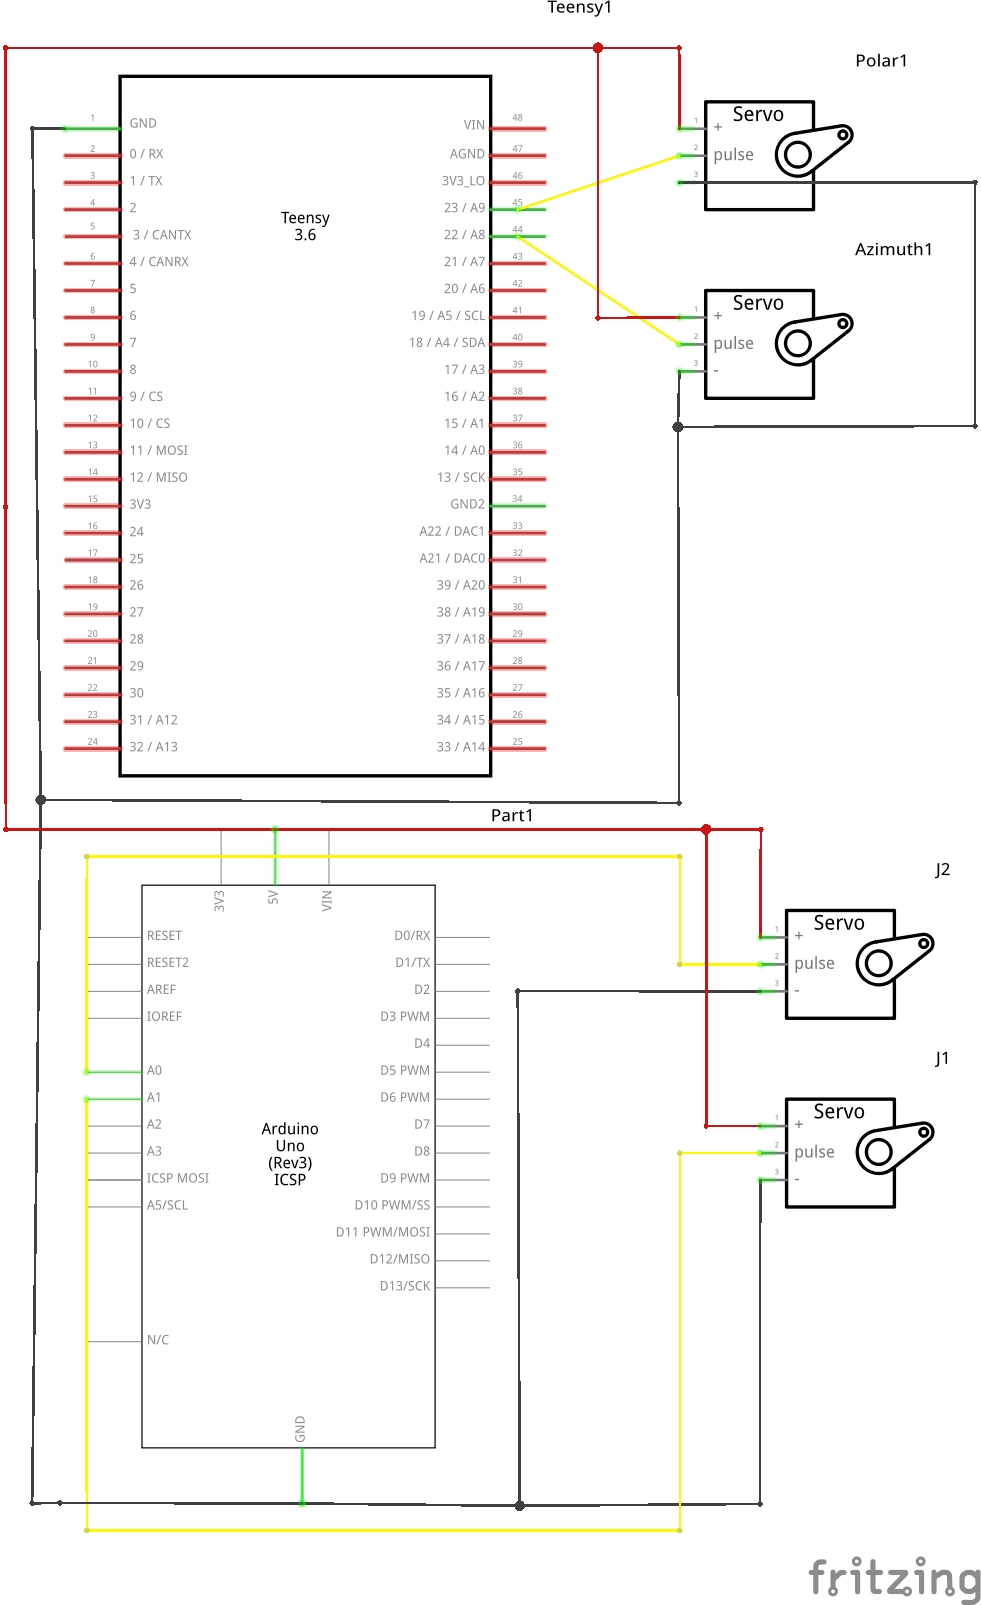 Teensy1
Polar1
Servo
1
+
2
pulse
3
Azimuth1
Servo
1
+
2
pulse
3
-
Teensy
3.6
1 GND
2 0 / RX
3 1 / TX
4 2
5 3 / CANTX
6 4 / CANRX
7 5
8 6
9 7
10 8
11 9 / CS
12 10 / CS
13 11 / MOSI
14 12 / MISO
15 3V3
16 24
17 25
18 26
19 27
20 28
21 29
22 30
23 31 / A12
24 32 / A13
VIN 48
AGND 47
3V3_LO 46
23 / A9 45
22 / A8 44
21 / A7 43
20 / A6 42
19 / A5 / SCL 41
18 / A4 / SDA 40
17 / A3 39
16 / A2 38
15 / A1 37
14 / A0 36
13 / SCK 35
GND2 34
A22 / DAC1 33
A21 / DAC0 32
39 / A20 31
38 / A19 30
37 / A18 29
36 / A17 28
35 / A16 27
34 / A15 26
33 / A14 25
Part1
3V3
5V
VIN
RESET
RESET2
AREF
IOREF
A0
A1
A2
A3
ICSP MOSI
A5/SCL
N/C
GND
Arduino
Uno
(Rev3)
ICSP
D0/RX
D1/TX
D2
D3 PWM
D4
D5 PWM
D6 PWM
D7
D8
D9 PWM
D10 PWM/SS
D11 PWM/MOSI
D12/MISO
D13/SCK
J2
Servo
1
+
2
pulse
3
-
J1
Servo
1
+
2
pulse
3
-
fritzing